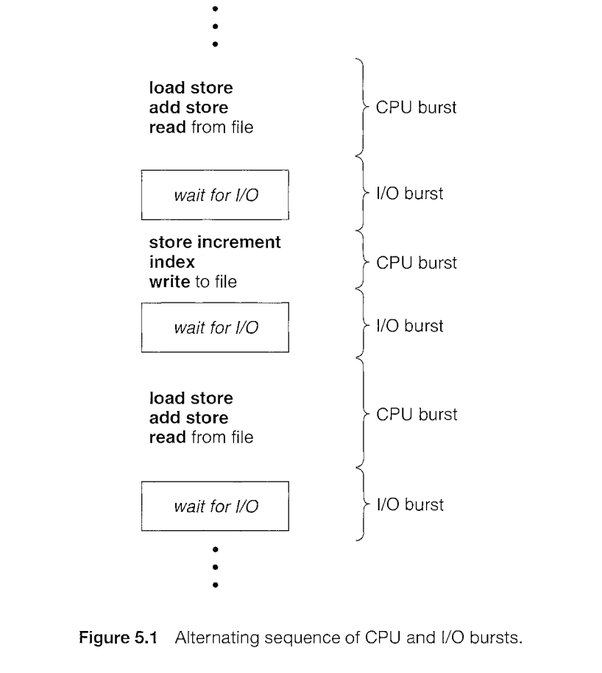 load store
add store
read from file
CPU burst
wait for I/O
I/O burst
store increment
index
write to file
CPU burst
wait for I/O
I/O burst
load store
add store
read from file
CPU burst
wait for I/O
I/O burst
Figure 5.1 Alternating sequence of CPU and I/O bursts.